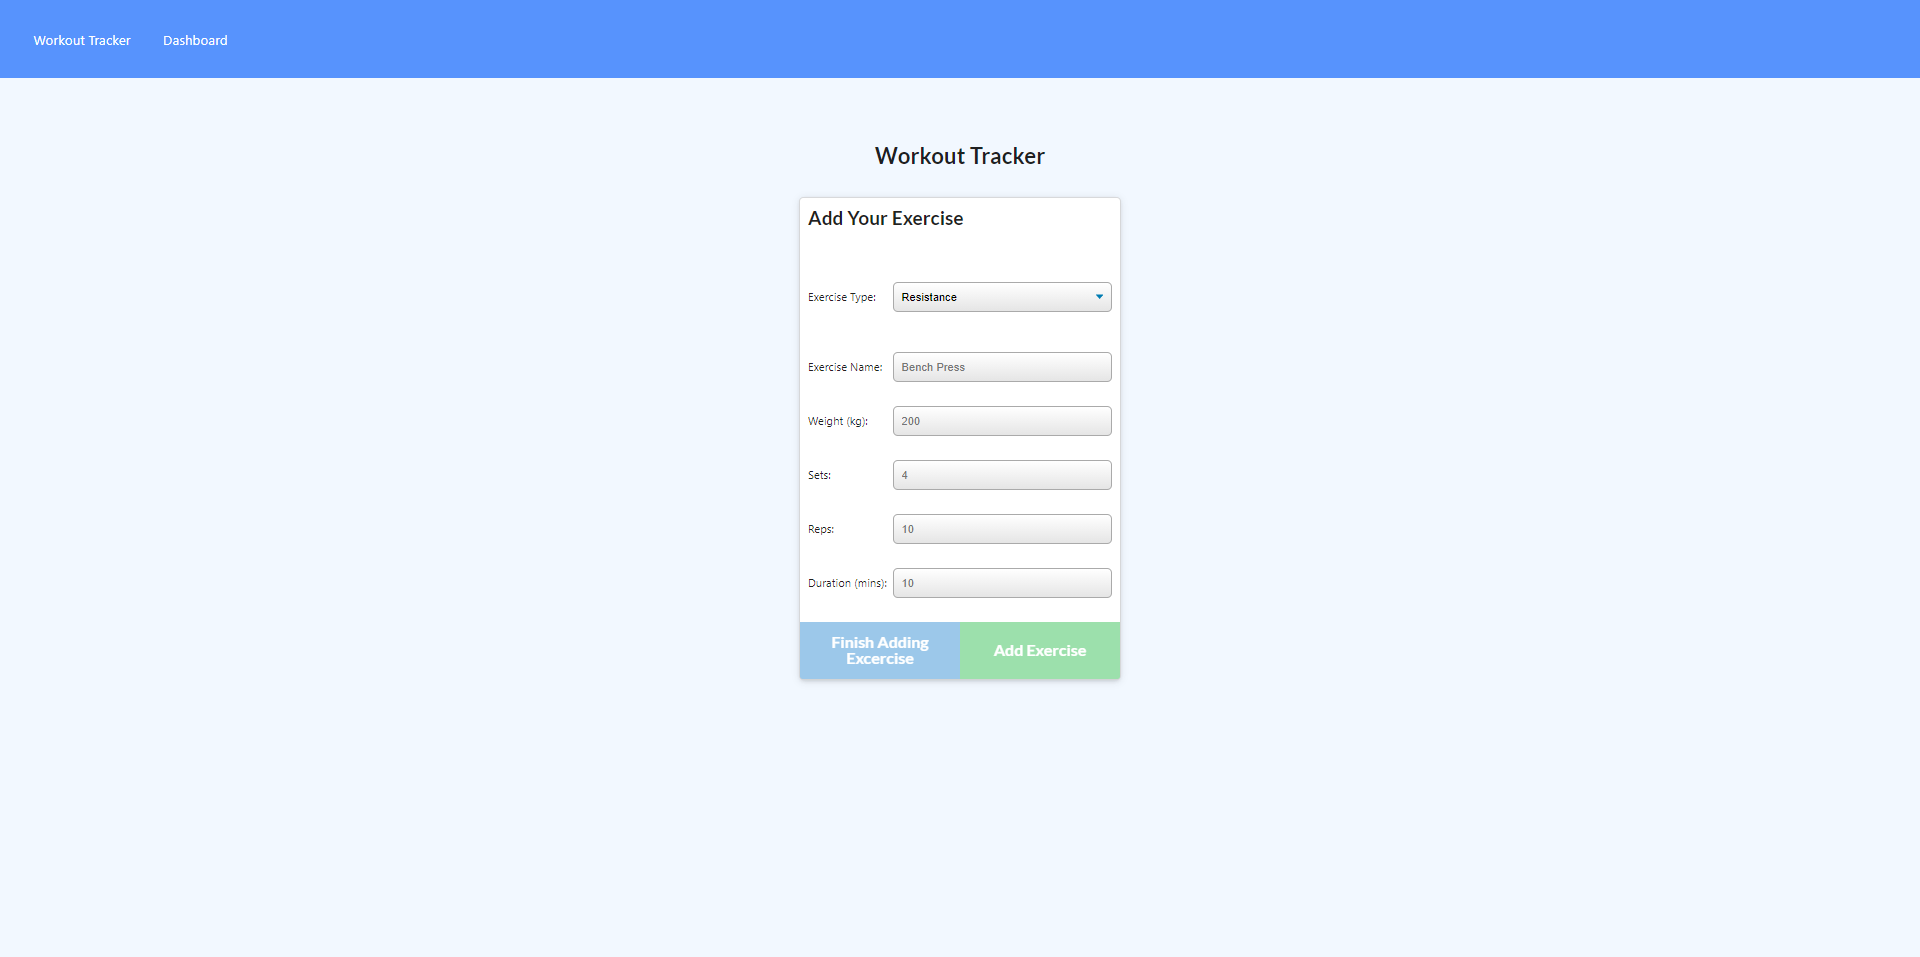 Workout Tracker Dashboard
Workout Tracker
Add Your Exercise
Exercise Type: Resistance
Exercise Name: Bench Press
Weight (kg): 200
Sets: 4
Reps: 10
Duration (mins): 10
Finish Adding
Excercise
Add Exercise